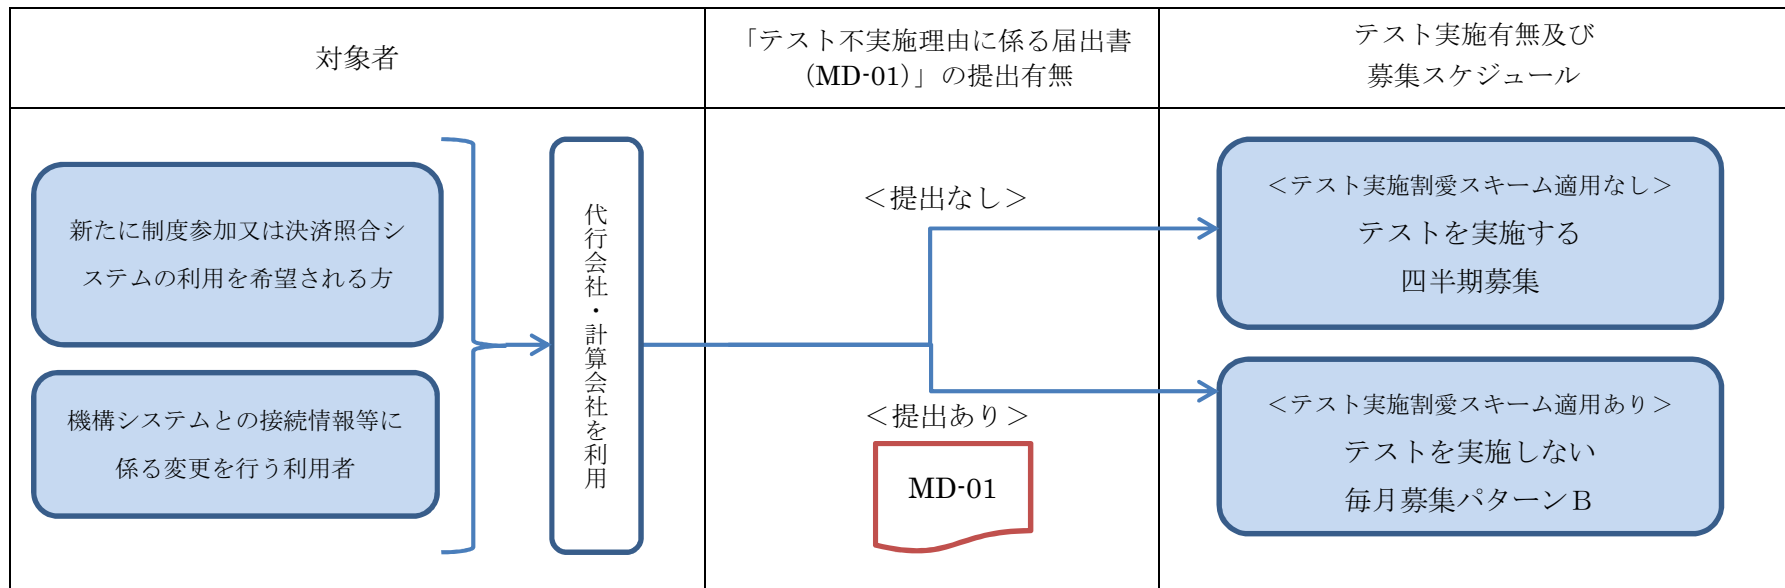 対象者
「テスト不実施理由に係る届出書
(MD-01)」の提出有無
テスト実施有無及び
募集スケジュール
新たに制度参加又は決済照合シ
ステムの利用を希望される方
機構システムとの接続情報等に
係る変更を行う利用者
代行会社・計算会社を利用
＜提出なし＞
＜提出あり＞
MD-01
＜テスト実施割愛スキーム適用なし＞
テストを実施する
四半期募集
＜テスト実施割愛スキーム適用あり＞
テストを実施しない
毎月募集パターンＢ